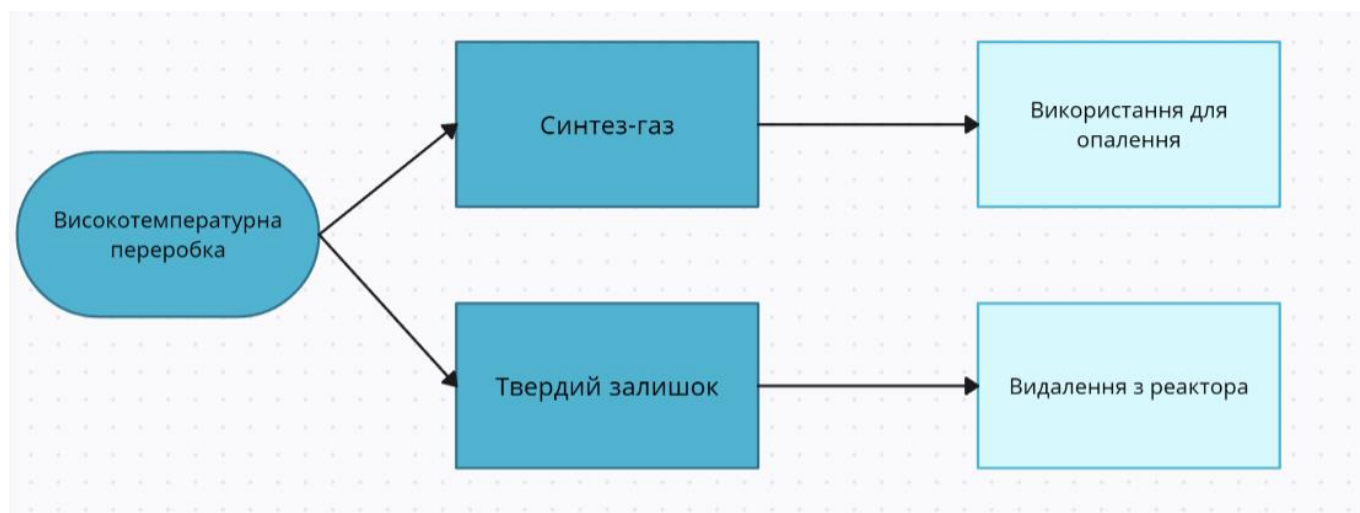 Високотемпературна
переробка
Синтез-газ
Використання для
опалення
Твердий залишок
Видалення з реактора